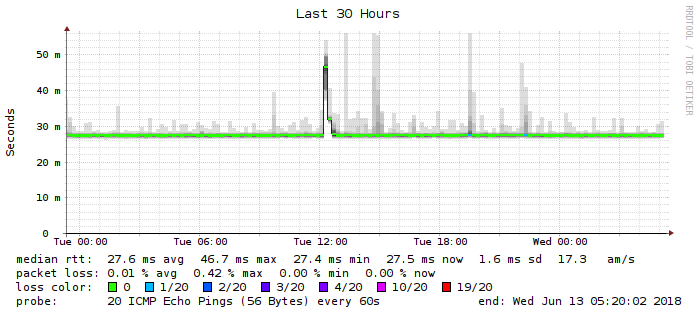 Last 30 Hours
RRDTOOL / TOBI OETIKER
Seconds
50 m
40 m
30 m
20 m
10 m
0
Tue 00:00 Tue 06:00 Tue 12:00 Tue 18:00 Wed 00:00
median rtt: 27.6 ms avg 46.7 ms max 27.4 ms min 27.5 ms now 1.6 ms sd 17.3 am/s
packet loss: 0.01 % avg 0.42 % max 0.00 % min 0.00 % now
loss color: 0 1/20 2/20 3/20 4/20 10/20 19/20
probe: 20 ICMP Echo Pings (56 Bytes) every 60s end: Wed Jun 13 05:20:02 2018